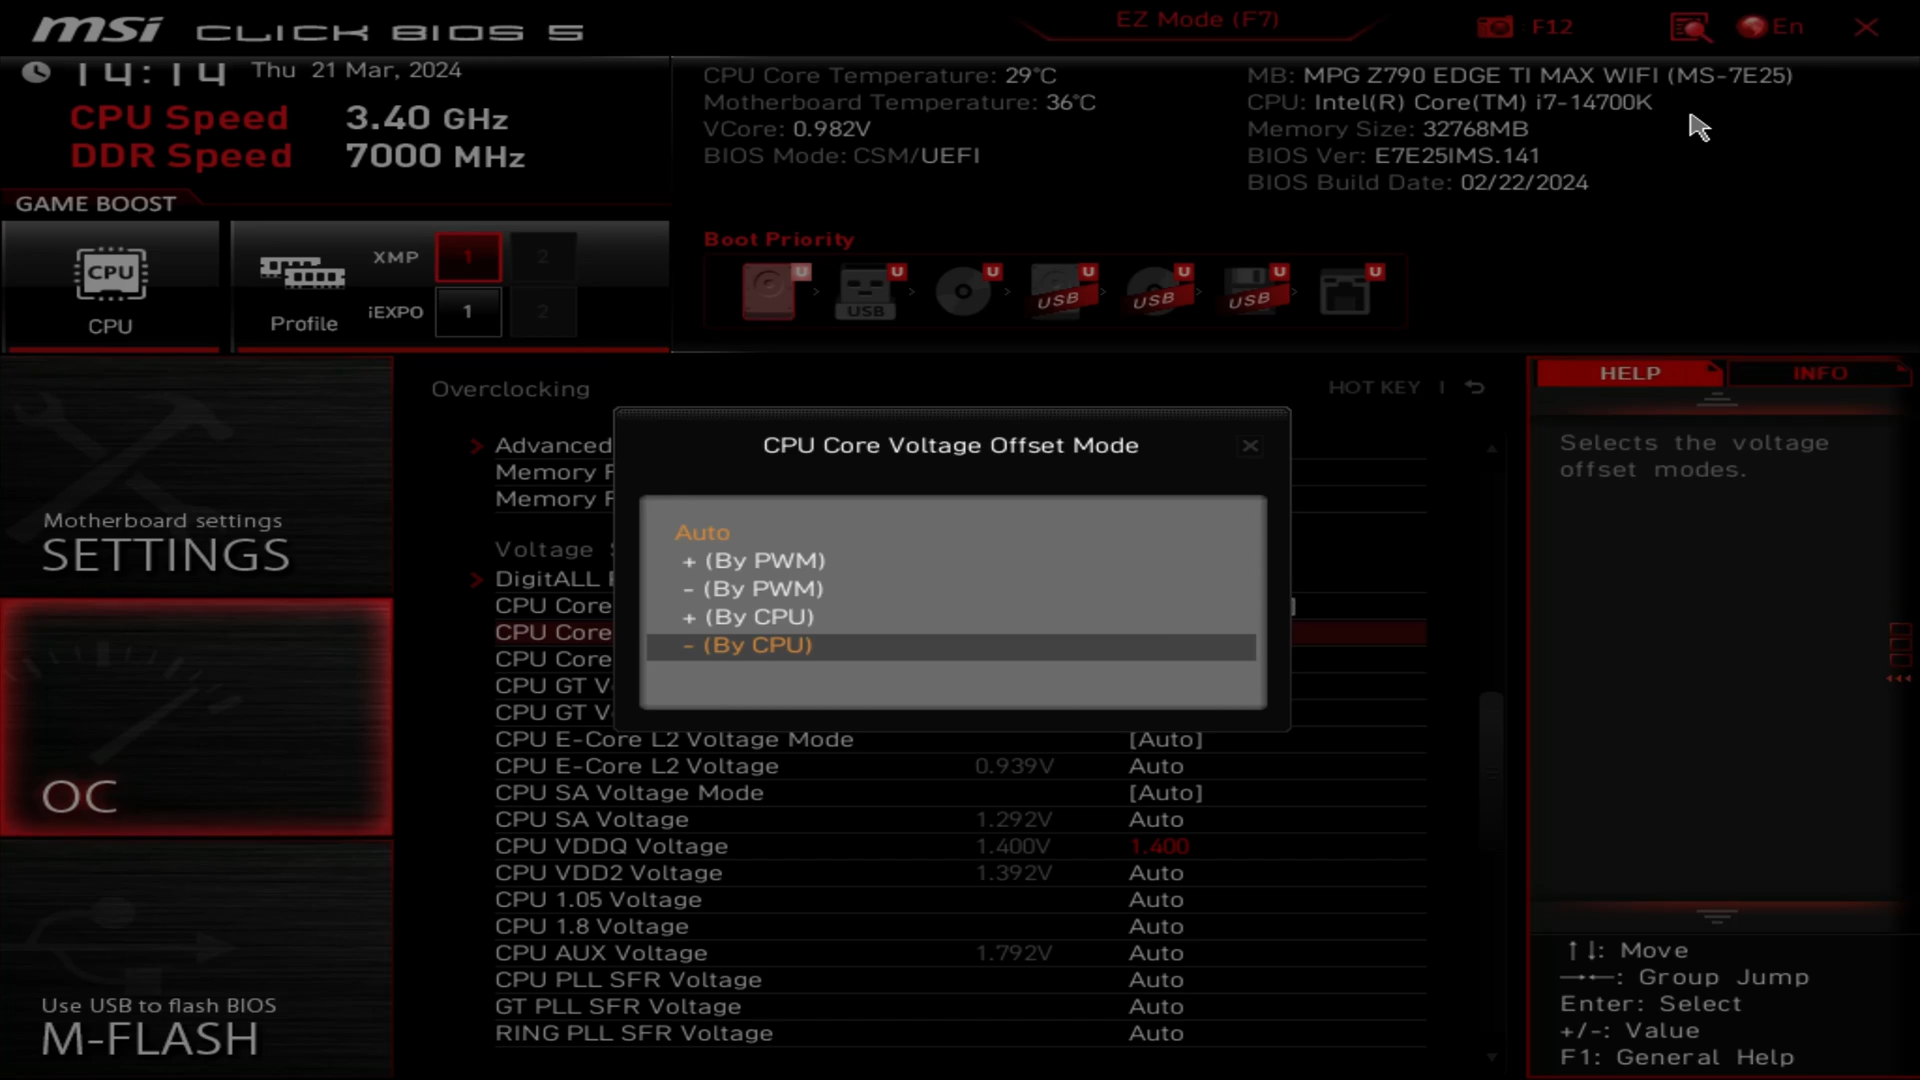 msi CLICK BIOS 5
EZ Mode (F7)
F12
En
14:14 Thu 21 Mar, 2024
CPU Speed 3.40 GHz
DDR Speed 7000 MHz
CPU Core Temperature: 29°C
Motherboard Temperature: 36°C
VCore: 0.982V
BIOS Mode: CSM/UEFI
MB: MPG Z790 EDGE TI MAX WIFI (MS-7E25)
CPU: Intel(R) Core(TM) i7-14700K
Memory Size: 32768MB
BIOS Ver: E7E25IMS.141
BIOS Build Date: 02/22/2024
GAME BOOST
CPU
CPU
XMP 1 2
iEXPO 1 2
Profile
Boot Priority
U U U U U U U
USB USB USB USB
Motherboard settings
SETTINGS
OC
Use USB to flash BIOS
M-FLASH
Overclocking
HOT KEY |
Advanced
Memory
Memory
Voltage
DigitALL
CPU Core ]
CPU Core
CPU Core
CPU GT
CPU GT
CPU E-Core L2 Voltage Mode [Auto]
CPU E-Core L2 Voltage 0.939V Auto
CPU SA Voltage Mode [Auto]
CPU SA Voltage 1.292V Auto
CPU VDDQ Voltage 1.400V 1.400
CPU VDD2 Voltage 1.392V Auto
CPU 1.05 Voltage Auto
CPU 1.8 Voltage Auto
CPU AUX Voltage 1.792V Auto
CPU PLL SFR Voltage Auto
GT PLL SFR Voltage Auto
RING PLL SFR Voltage Auto
CPU Core Voltage Offset Mode
Auto
+ (By PWM)
- (By PWM)
+ (By CPU)
- (By CPU)
HELP
INFO
Selects the voltage
offset modes.
↑↓: Move
→←: Group Jump
Enter: Select
+/-: Value
F1: General Help